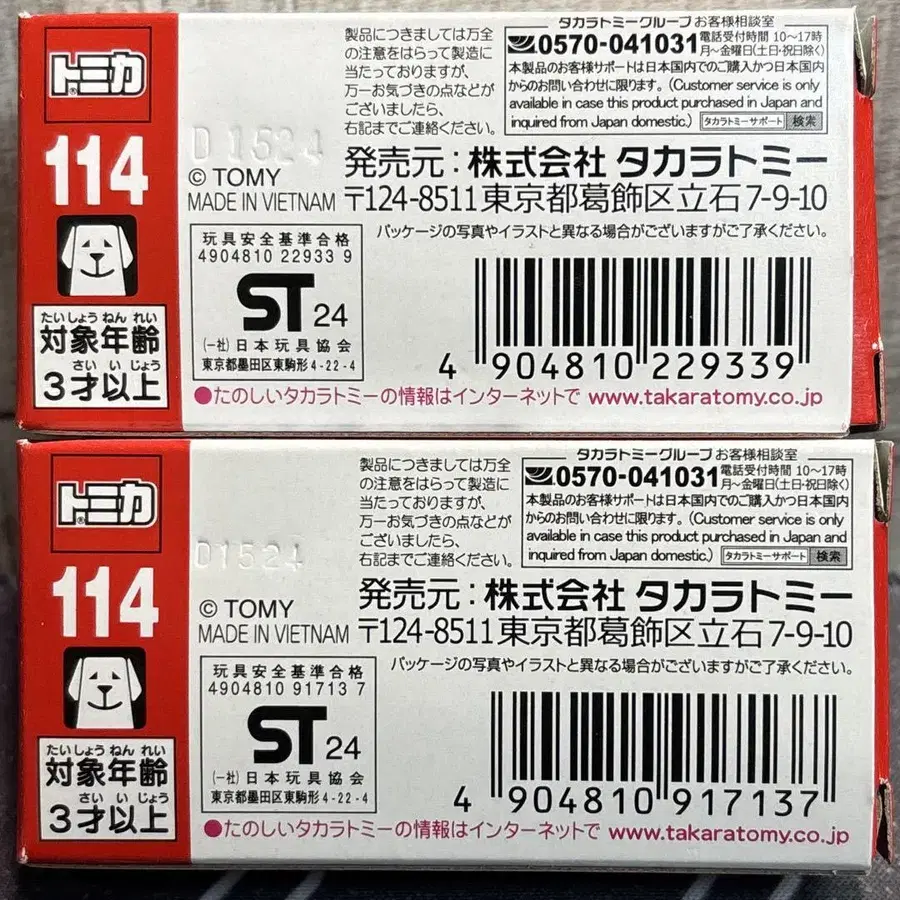 トミカ
®
114
たいしょう ねん れい
対象年齢
さい い じょう
3才以上
製品につきましては万全
の注意をはらって製造に
当たっておりますが、
万一お気づきの点などが
ございましたら、
右記までご連絡ください。
タカラトミーグループ お客様相談室
0570-041031 電話受付時間 10〜17時
月〜金曜日(土日・祝日除く)
本製品のお客様サポートは日本国内でのご購入かつ日本国内
からのお問い合わせに限ります。(Customer service is only
available in case this product purchased in Japan and
inquired from Japan domestic.) タカラトミーサポート 検索
D1524
© TOMY
MADE IN VIETNAM
発売元:株式会社 タカラトミー
〒124-8511 東京都葛飾区立石 7-9-10
パッケージの写真やイラストと異なる場合がございますがご了承ください。
玩具安全基準合格
4904810 22933 9
ST 24
(一社)日本玩具協会
東京都墨田区東駒形 4-22-4
4 904810 229339
●たのしいタカラトミーの情報はインターネットで www.takaratomy.co.jp
トミカ
®
114
たいしょう ねん れい
対象年齢
さい い じょう
3才以上
製品につきましては万全
の注意をはらって製造に
当たっておりますが、
万一お気づきの点などが
ございましたら、
右記までご連絡ください。
タカラトミーグループ お客様相談室
0570-041031 電話受付時間 10〜17時
月〜金曜日(土日・祝日除く)
本製品のお客様サポートは日本国内でのご購入かつ日本国内
からのお問い合わせに限ります。(Customer service is only
available in case this product purchased in Japan and
inquired from Japan domestic.) タカラトミーサポート 検索
D1524
© TOMY
MADE IN VIETNAM
発売元:株式会社 タカラトミー
〒124-8511 東京都葛飾区立石 7-9-10
パッケージの写真やイラストと異なる場合がございますがご了承ください。
玩具安全基準合格
4904810 91713 7
ST 24
(一社)日本玩具協会
東京都墨田区東駒形 4-22-4
4 904810 917137
●たのしいタカラトミーの情報はインターネットで www.takaratomy.co.jp